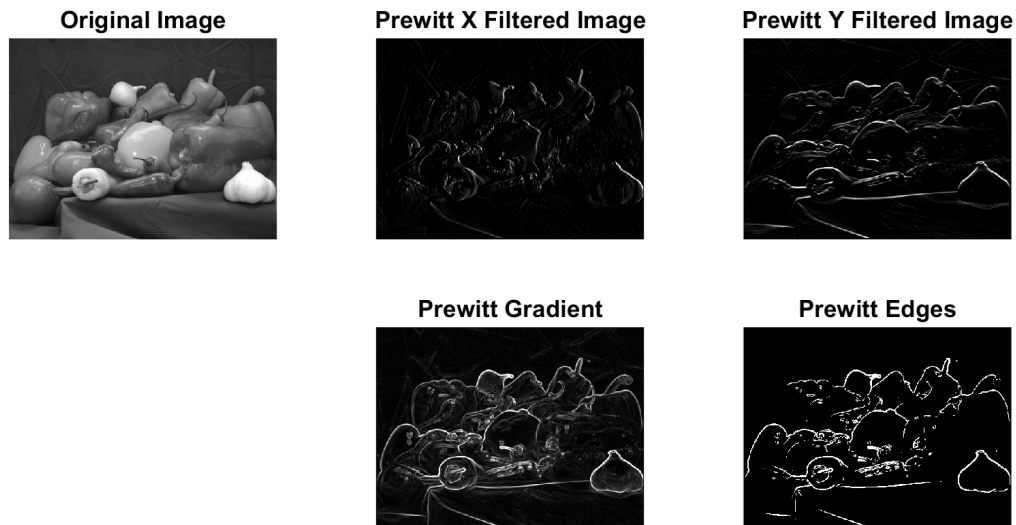 Original Image
Prewitt X Filtered Image
Prewitt Y Filtered Image
Prewitt Gradient
Prewitt Edges